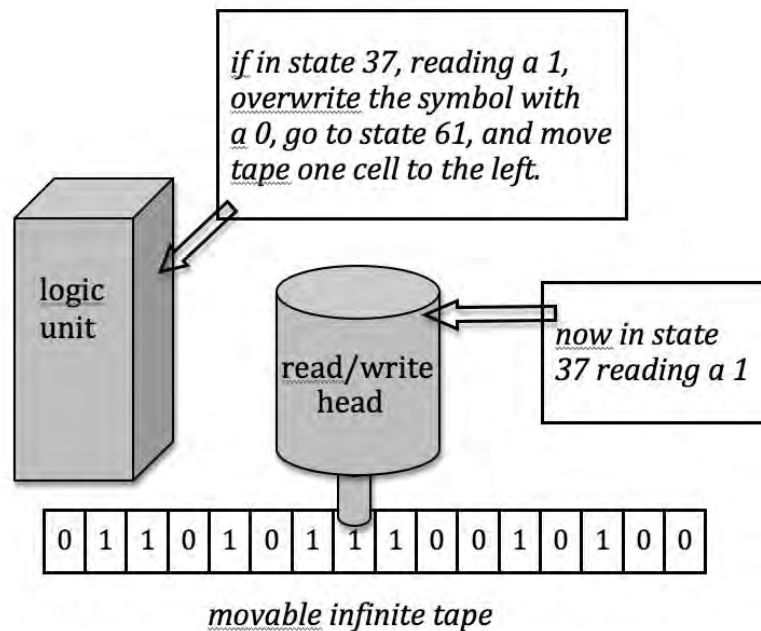 if in state 37, reading a 1,
overwrite the symbol with
a 0, go to state 61, and move
tape one cell to the left.
logic
unit
read/write
head
now in state
37 reading a 1
0 1 1 0 1 0 1 1 1 0 0 1 0 1 0 0
movable infinite tape